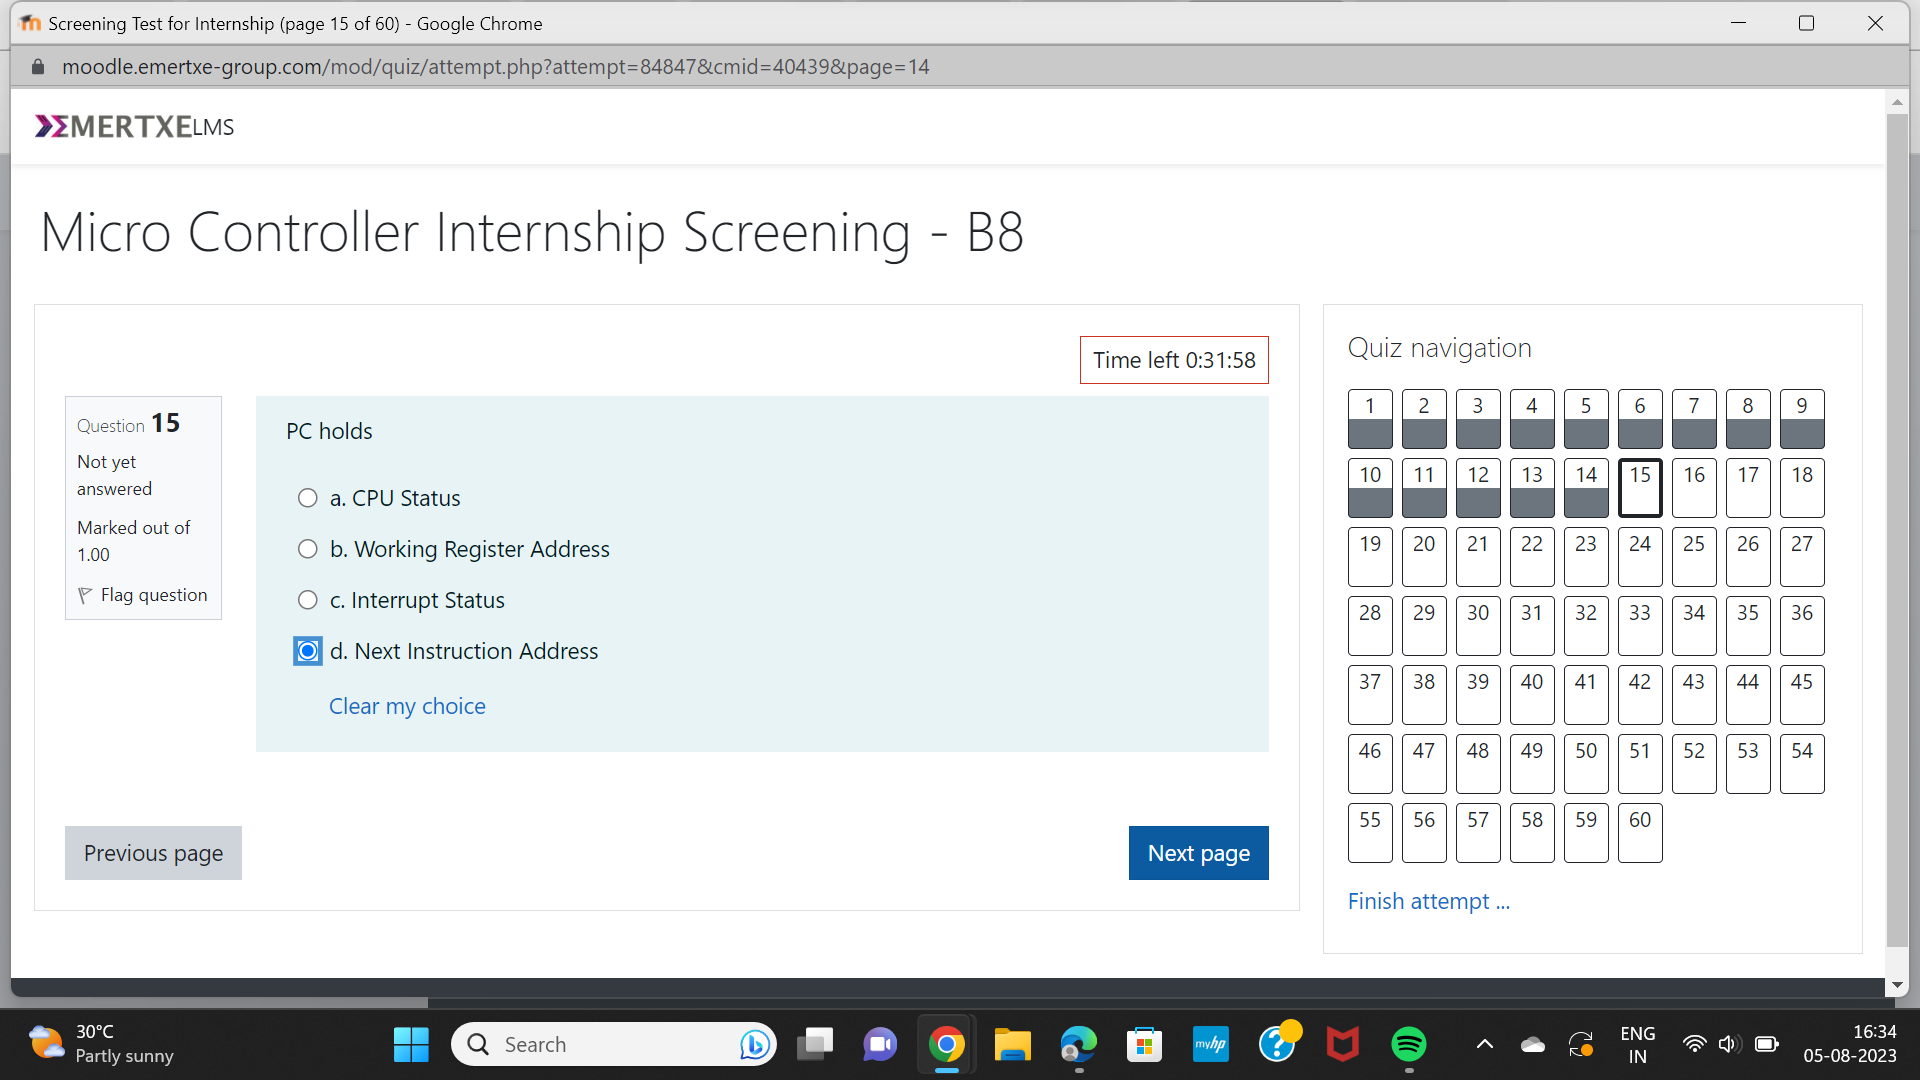 Screening Test for Internship (page 15 of 60) - Google Chrome
moodle.emertxe-group.com/mod/quiz/attempt.php?attempt=84847&cmid=40439&page=14
EMERTXE LMS
Micro Controller Internship Screening - B8
Time left 0:31:58
Question 15
Not yet
answered
Marked out of
1.00
Flag question
PC holds
a. CPU Status
b. Working Register Address
c. Interrupt Status
d. Next Instruction Address
Clear my choice
Previous page
Next page
Quiz navigation
1 2 3 4 5 6 7 8 9
10 11 12 13 14 15 16 17 18
19 20 21 22 23 24 25 26 27
28 29 30 31 32 33 34 35 36
37 38 39 40 41 42 43 44 45
46 47 48 49 50 51 52 53 54
55 56 57 58 59 60
Finish attempt ...
30°C
Partly sunny
Search
myhp
ENG
IN
16:34
05-08-2023